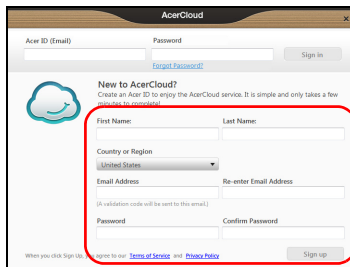 AcerCloud
Acer ID (Email) Password
Sign in
Forgot Password?
New to AcerCloud?
Create an Acer ID to enjoy the AcerCloud service. It is simple and only takes a few
minutes to complete!
First Name: Last Name:
Country or Region
United States
Email Address Re-enter Email Address
(A validation code will be sent to this email.)
Password Confirm Password
When you click Sign Up, you agree to our Terms of Service and Privacy Policy Sign up